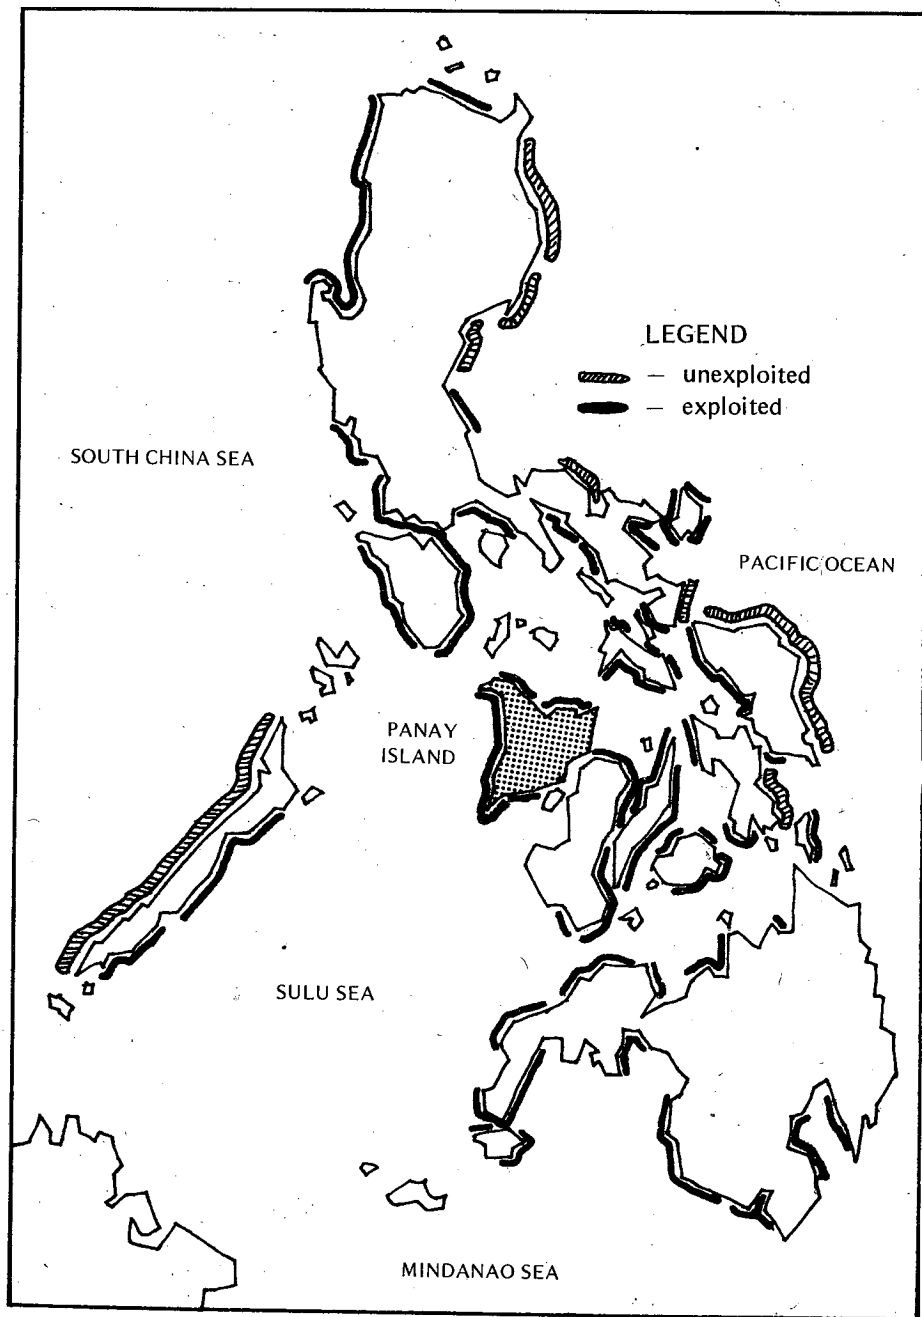 LEGEND
— unexploited
— exploited
SOUTH CHINA SEA
PACIFIC OCEAN
PANAY
ISLAND
SULU SEA
MINDANAO SEA